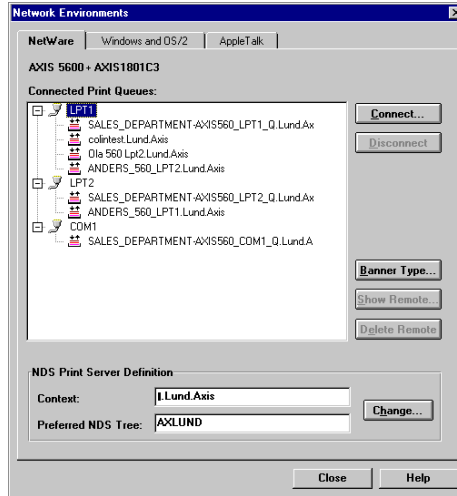 Network Environments
NetWare
Windows and OS/2
AppleTalk
AXIS 5600 + AXIS1801C3
Connected Print Queues:
LPT1
SALES_DEPARTMENT-AXIS560_LPT1_Q.Lund.Ax
colintest.Lund.Axis
Ola 560 Lpt2.Lund.Axis
ANDERS_560_LPT2.Lund.Axis
LPT2
SALES_DEPARTMENT-AXIS560_LPT2_Q.Lund.Ax
ANDERS_560_LPT1.Lund.Axis
COM1
SALES_DEPARTMENT-AXIS560_COM1_Q.Lund.A
Connect...
Disconnect
Banner Type...
Show Remote...
Delete Remote
NDS Print Server Definition
Context:
.Lund.Axis
Preferred NDS Tree:
AXLUND
Change...
Close
Help